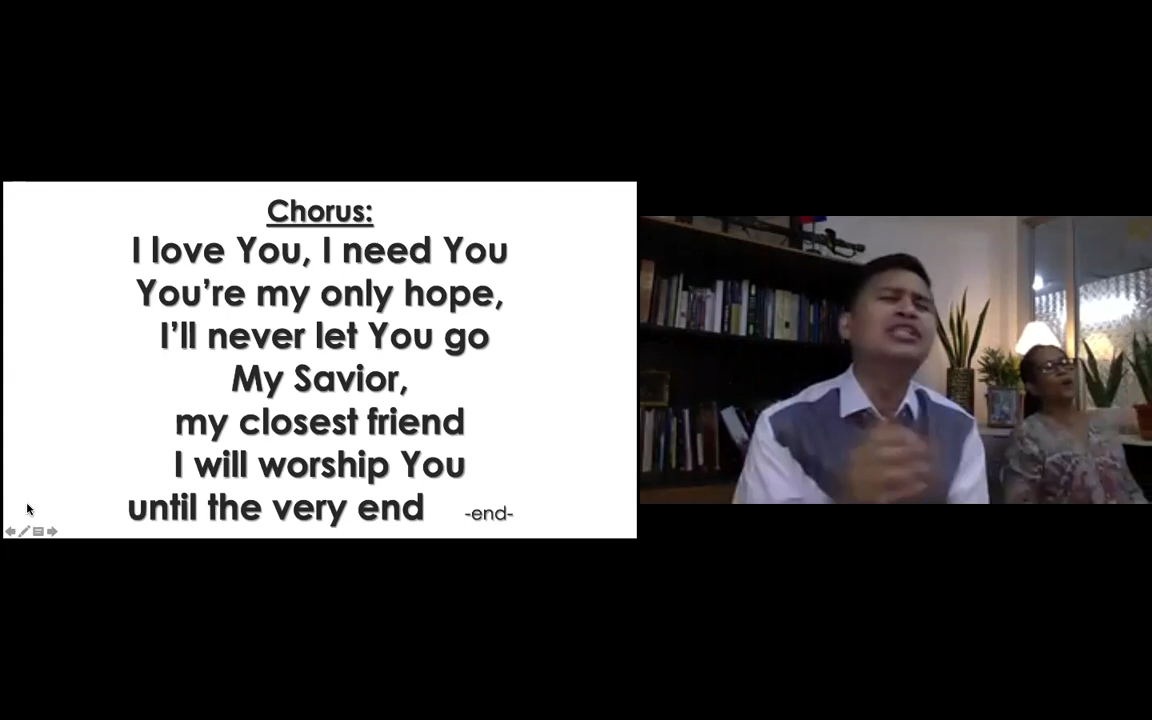 Chorus:
I love You, I need You
You’re my only hope,
I’ll never let You go
My Savior,
my closest friend
I will worship You
until the very end -end-